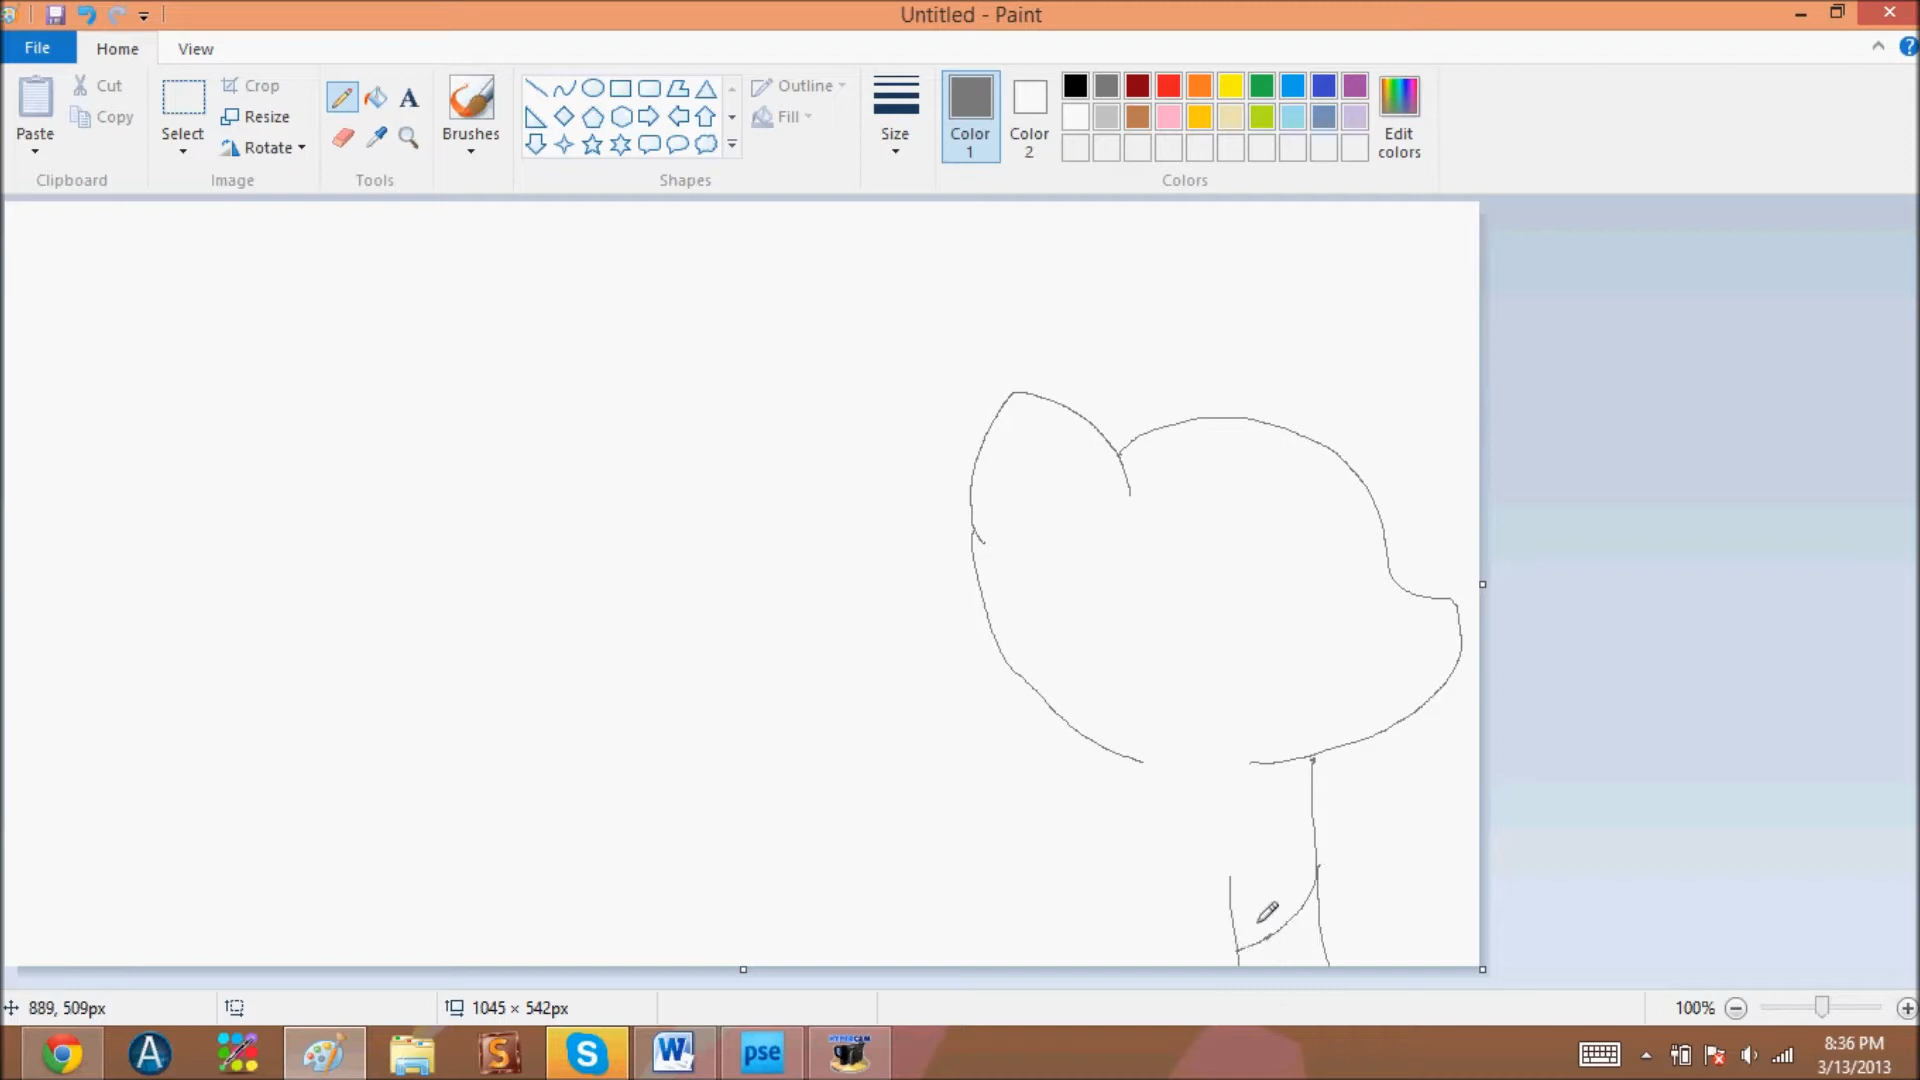 Untitled - Paint
File
Home
View
Paste
Cut
Copy
Clipboard
Select
Crop
Resize
Rotate
Image
A
Tools
Brushes
Shapes
Outline
Fill
Size
Color
1
Color
2
Colors
Edit
colors
889, 509px
1045 × 542px
100%
A
S
S
W
pse
HYPERCAM
8:36 PM
3/13/2013